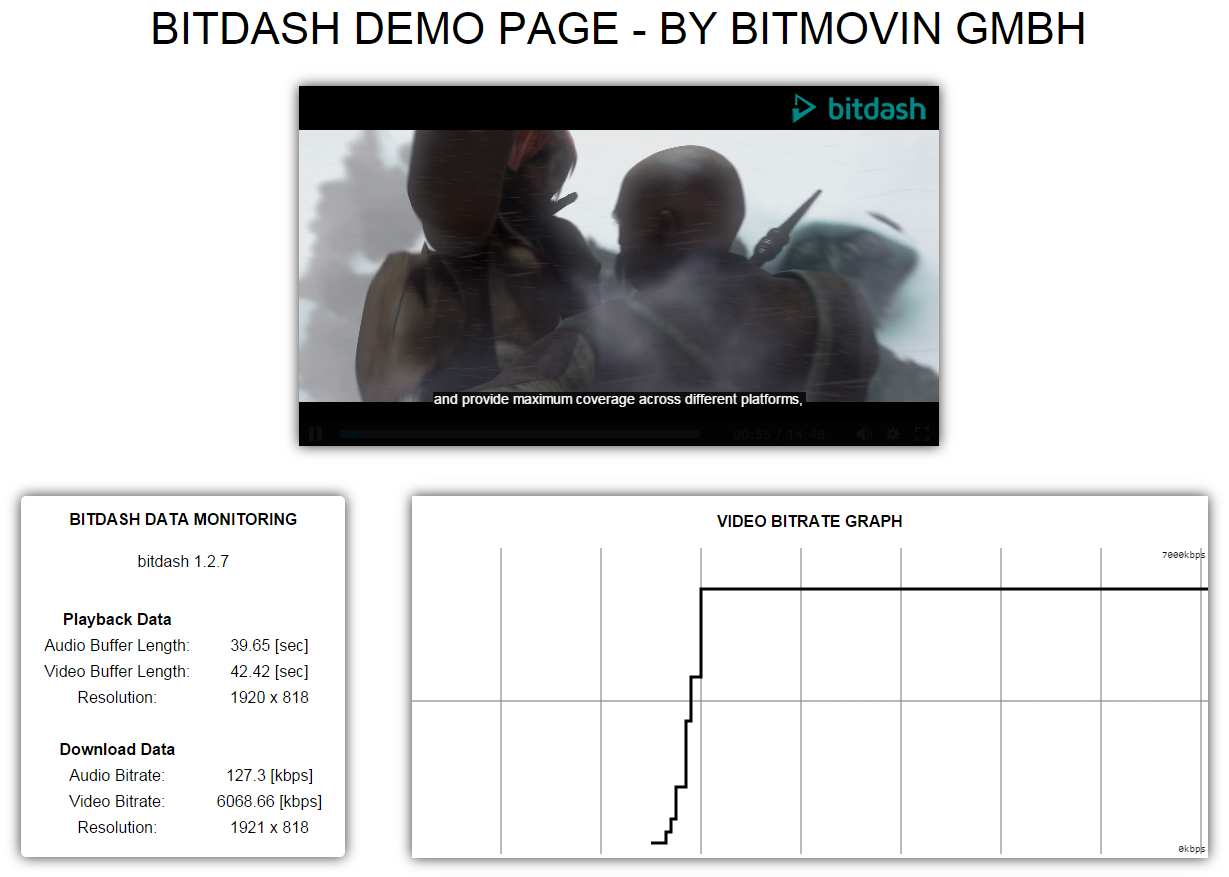 BITDASH DEMO PAGE - BY BITMOVIN GMBH
bitdash
and provide maximum coverage across different platforms,
00:55 / 14:48
BITDASH DATA MONITORING
bitdash 1.2.7
Playback Data
Audio Buffer Length: 39.65 [sec]
Video Buffer Length: 42.42 [sec]
Resolution: 1920 x 818
Download Data
Audio Bitrate: 127.3 [kbps]
Video Bitrate: 6068.66 [kbps]
Resolution: 1921 x 818
VIDEO BITRATE GRAPH
7000kbps
0kbps